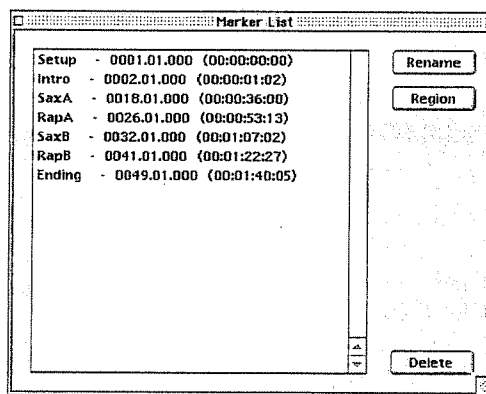 Marker List
Setup - 0001.01.000 (00:00:00:00)
Intro - 0002.01.000 (00:00:01:02)
SaxA - 0018.01.000 (00:00:36:00)
RapA - 0026.01.000 (00:00:53:13)
SaxB - 0032.01.000 (00:01:07:02)
RapB - 0041.01.000 (00:01:22:27)
Ending - 0049.01.000 (00:01:40:05)
Rename
Region
Delete